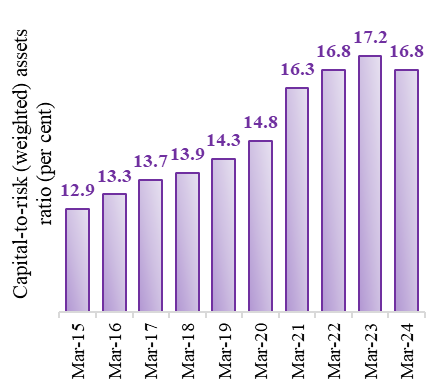 Capital-to-risk (weighted) assets
ratio (per cent)
12.9
13.3
13.7
13.9
14.3
14.8
16.3
16.8
17.2
16.8
Mar-15
Mar-16
Mar-17
Mar-18
Mar-19
Mar-20
Mar-21
Mar-22
Mar-23
Mar-24